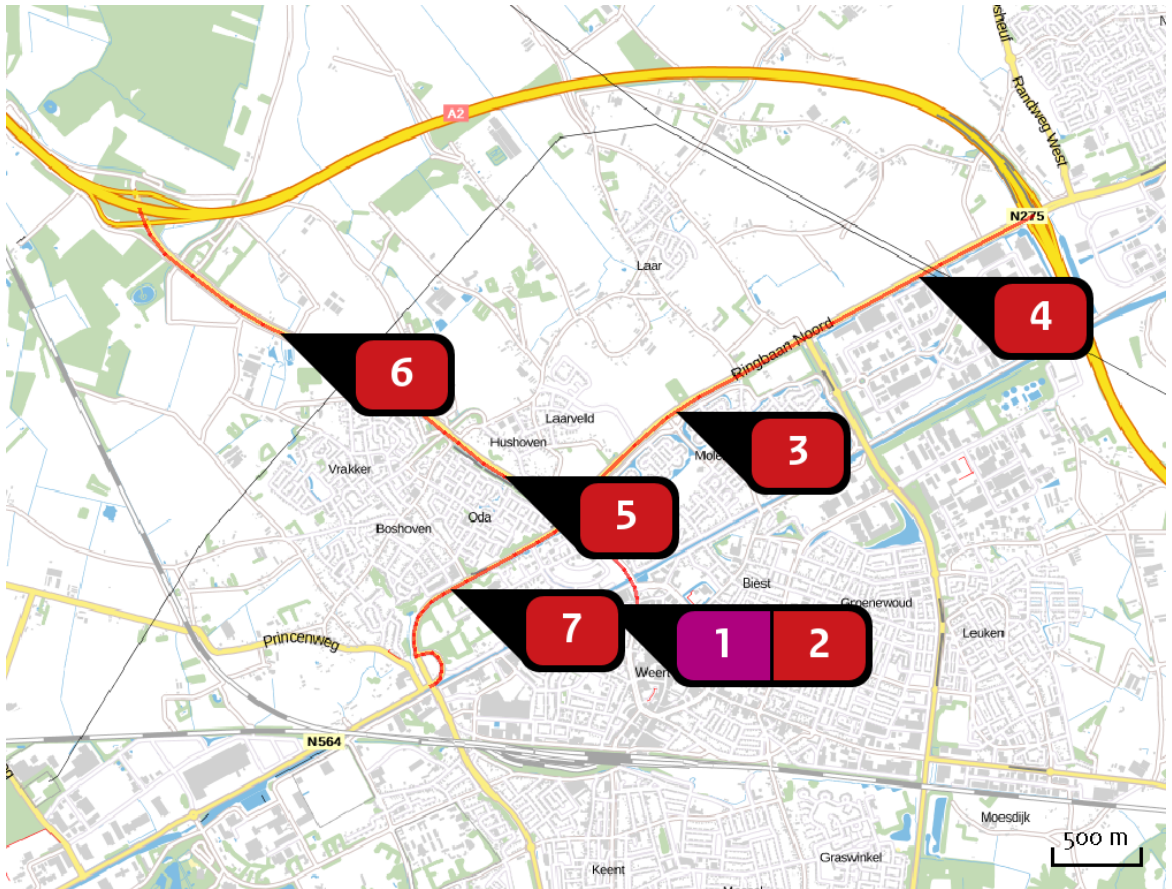 Randweg West
A2
N275
Laar
4
Ringbaan Noord
6
Laarveld
Hushoven
3
Vrakker
5
Oda
Boshoven
Biest
Groenewoud
7
1
2
Leuken
Princenweg
Weert
N564
Moesdijk
500 m
Graswinkel
Keent